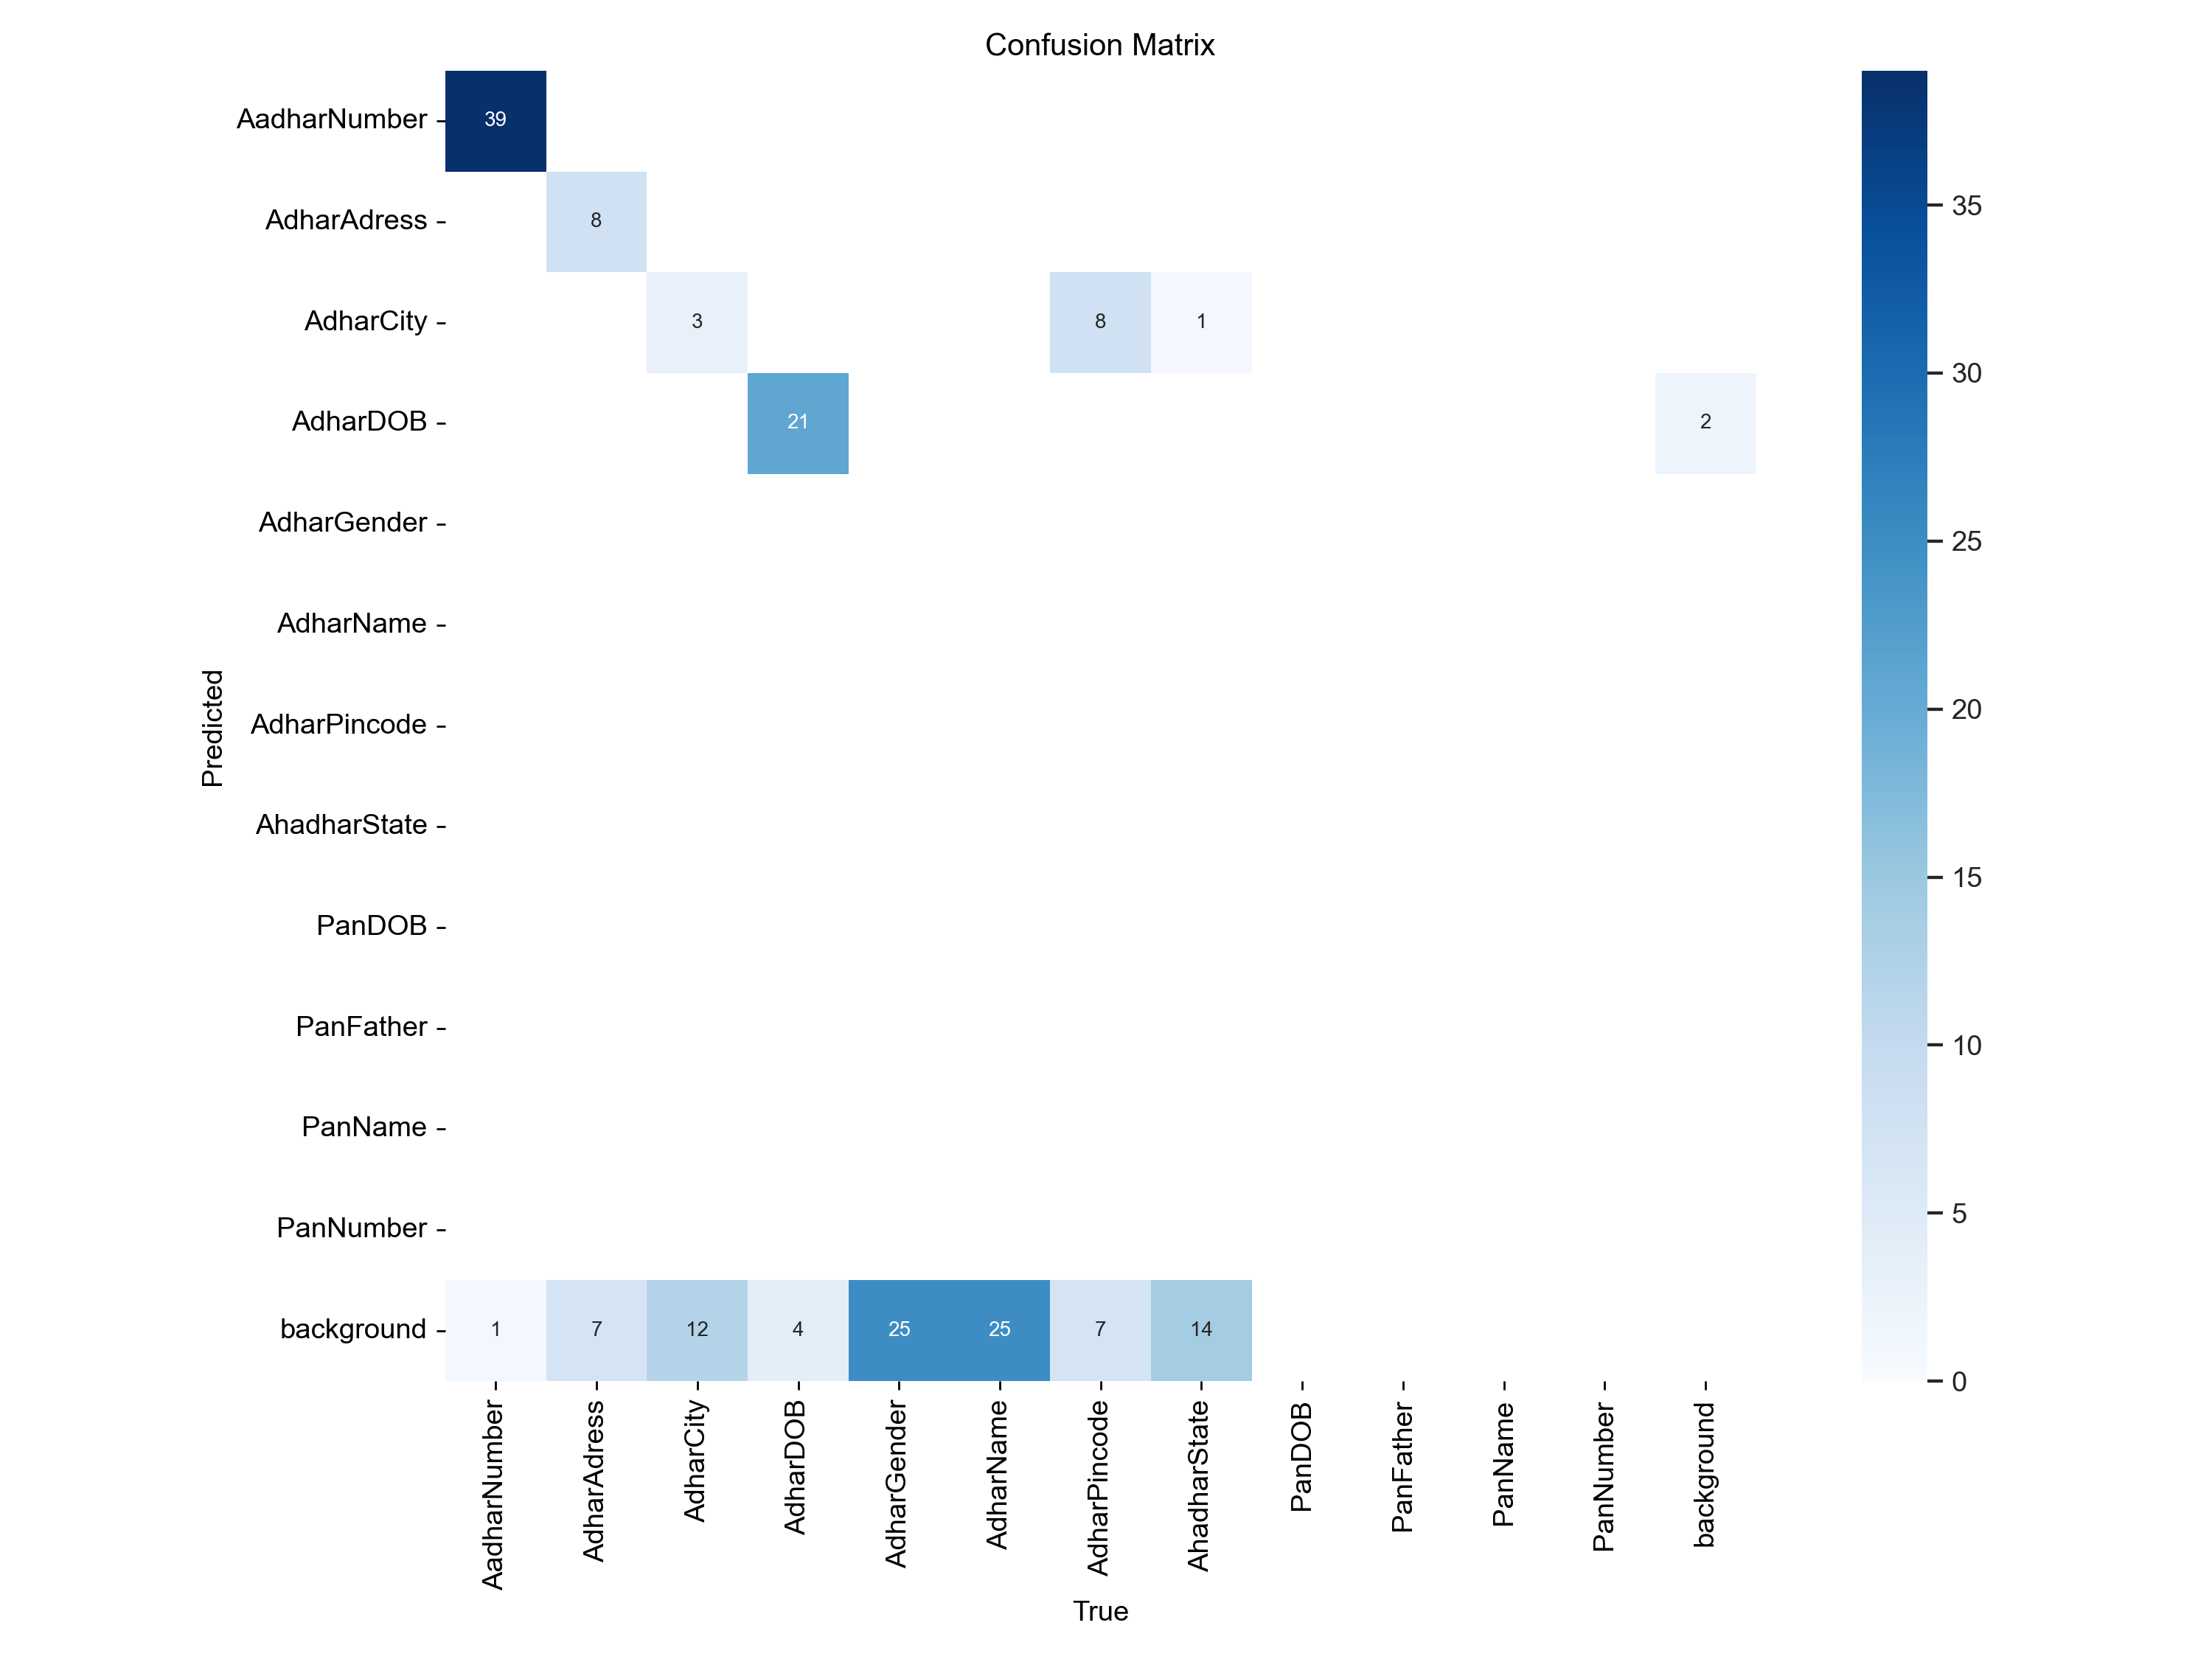 Confusion Matrix
AadharNumber
39
AdharAdress
8
35
AdharCity
3 8 1
30
AdharDOB
21 2
AdharGender
25
AdharName
Predicted
AdharPincode
20
AhadharState
15
PanDOB
PanFather
10
PanName
PanNumber
5
background
1 7 12 4 25 25 7 14
0
AadharNumber
AdharAdress
AdharCity
AdharDOB
AdharGender
AdharName
AdharPincode
AhadharState
PanDOB
PanFather
PanName
PanNumber
background
True